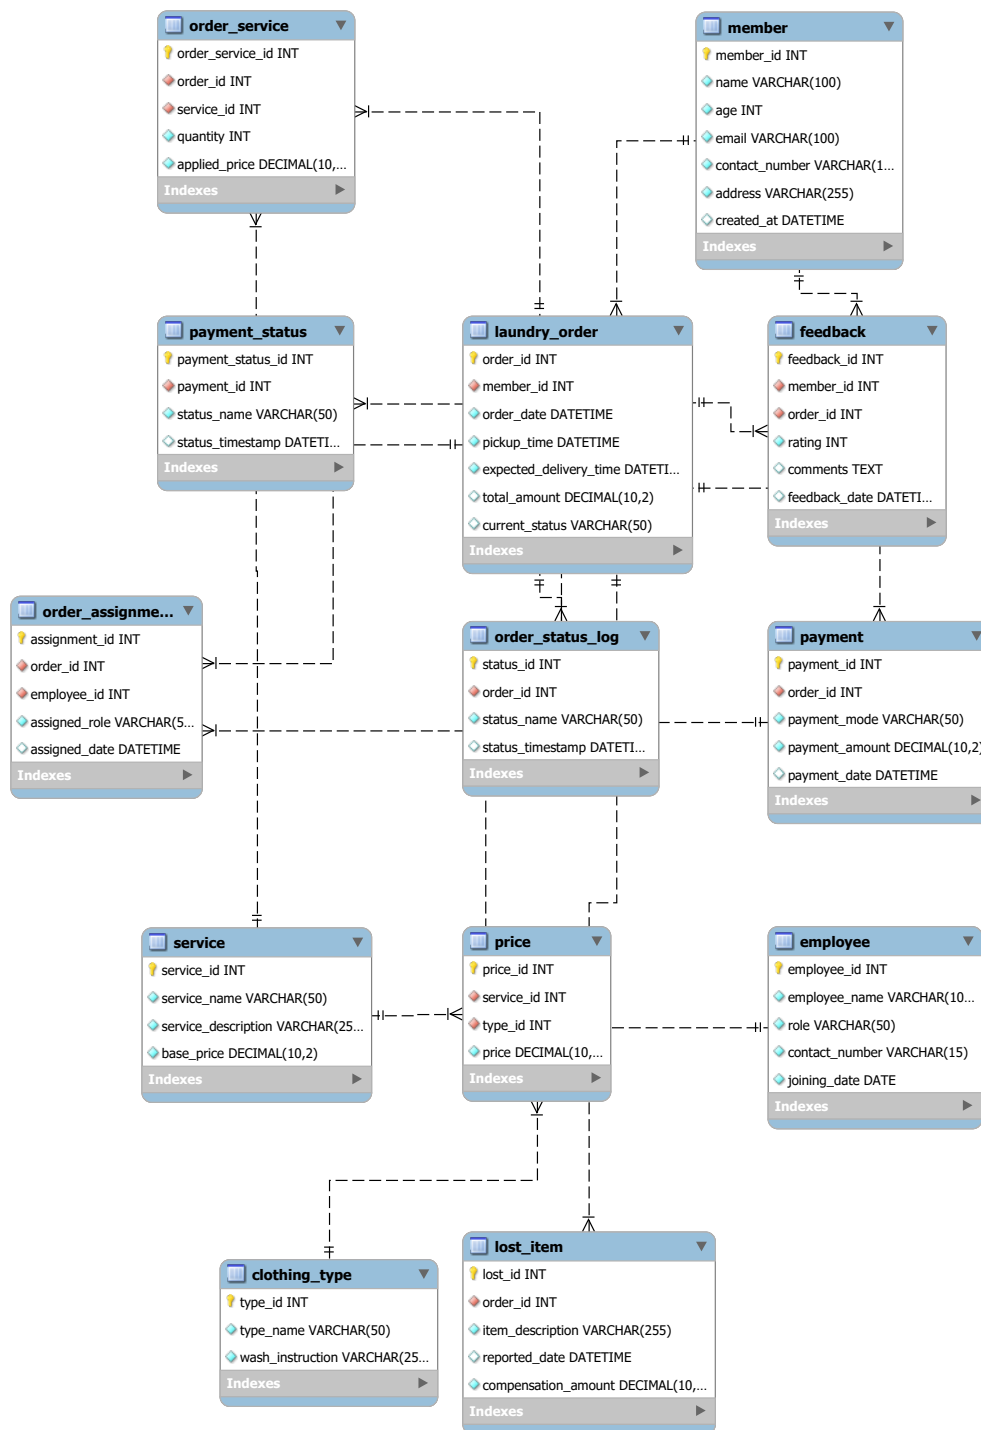 order_service
order_service_id INT
order_id INT
service_id INT
quantity INT
applied_price DECIMAL(10,...
Indexes
member
member_id INT
name VARCHAR(100)
age INT
email VARCHAR(100)
contact_number VARCHAR(1...
address VARCHAR(255)
created_at DATETIME
Indexes
payment_status
payment_status_id INT
payment_id INT
status_name VARCHAR(50)
status_timestamp DATETI...
Indexes
laundry_order
order_id INT
member_id INT
order_date DATETIME
pickup_time DATETIME
expected_delivery_time DATETI...
total_amount DECIMAL(10,2)
current_status VARCHAR(50)
Indexes
feedback
feedback_id INT
member_id INT
order_id INT
rating INT
comments TEXT
feedback_date DATETI...
Indexes
order_assignme...
assignment_id INT
order_id INT
employee_id INT
assigned_role VARCHAR(5...
assigned_date DATETIME
Indexes
order_status_log
status_id INT
order_id INT
status_name VARCHAR(50)
status_timestamp DATETI...
Indexes
payment
payment_id INT
order_id INT
payment_mode VARCHAR(50)
payment_amount DECIMAL(10,2)
payment_date DATETIME
Indexes
service
service_id INT
service_name VARCHAR(50)
service_description VARCHAR(25...
base_price DECIMAL(10,2)
Indexes
price
price_id INT
service_id INT
type_id INT
price DECIMAL(10,...
Indexes
employee
employee_id INT
employee_name VARCHAR(10...
role VARCHAR(50)
contact_number VARCHAR(15)
joining_date DATE
Indexes
clothing_type
type_id INT
type_name VARCHAR(50)
wash_instruction VARCHAR(25...
Indexes
lost_item
lost_id INT
order_id INT
item_description VARCHAR(255)
reported_date DATETIME
compensation_amount DECIMAL(10,...
Indexes